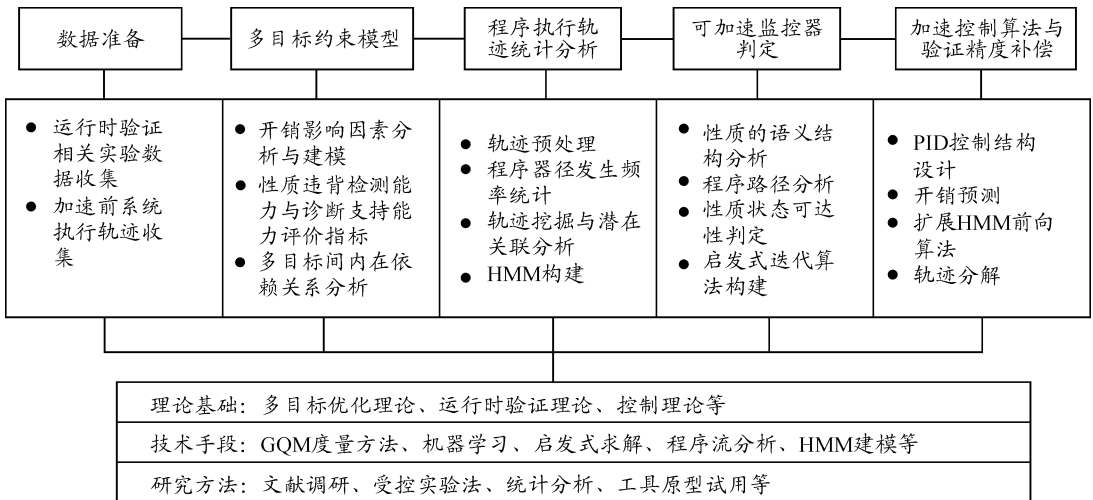 数据准备
多目标约束模型
程序执行轨
迹统计分析
可加速监控器
判定
加速控制算法与
验证精度补偿
● 运行时验证
相关实验数
据收集
● 加速前系统
执行轨迹收
集
● 开销影响因素分
析与建模
● 性质违背检测能
力与诊断支持能
力评价指标
● 多目标间内在依
赖关系分析
● 轨迹预处理
● 程序器径发生频
率统计
● 轨迹挖掘与潜在
关联分析
● HMM构建
● 性质的语义结
构分析
● 程序路径分析
● 性质状态可达
性判定
● 启发式迭代算
法构建
● PID控制结构
设计
● 开销预测
● 扩展HMM前向
算法
● 轨迹分解
理论基础：多目标优化理论、运行时验证理论、控制理论等
技术手段：GQM度量方法、机器学习、启发式求解、程序流分析、HMM建模等
研究方法：文献调研、受控实验法、统计分析、工具原型试用等